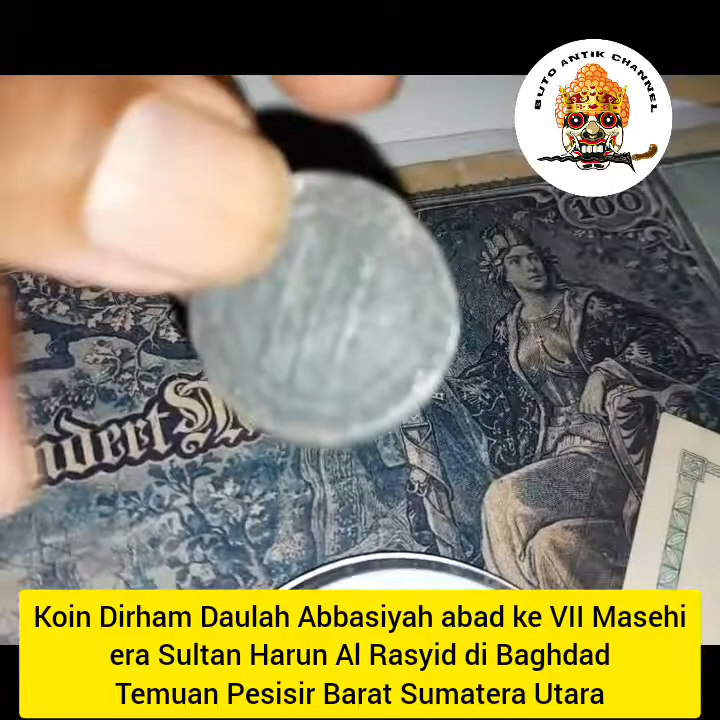 BUTO ANTIK CHANNEL
100
ndert M
Koin Dirham Daulah Abbasiyah abad ke VII Masehi
era Sultan Harun Al Rasyid di Baghdad
Temuan Pesisir Barat Sumatera Utara